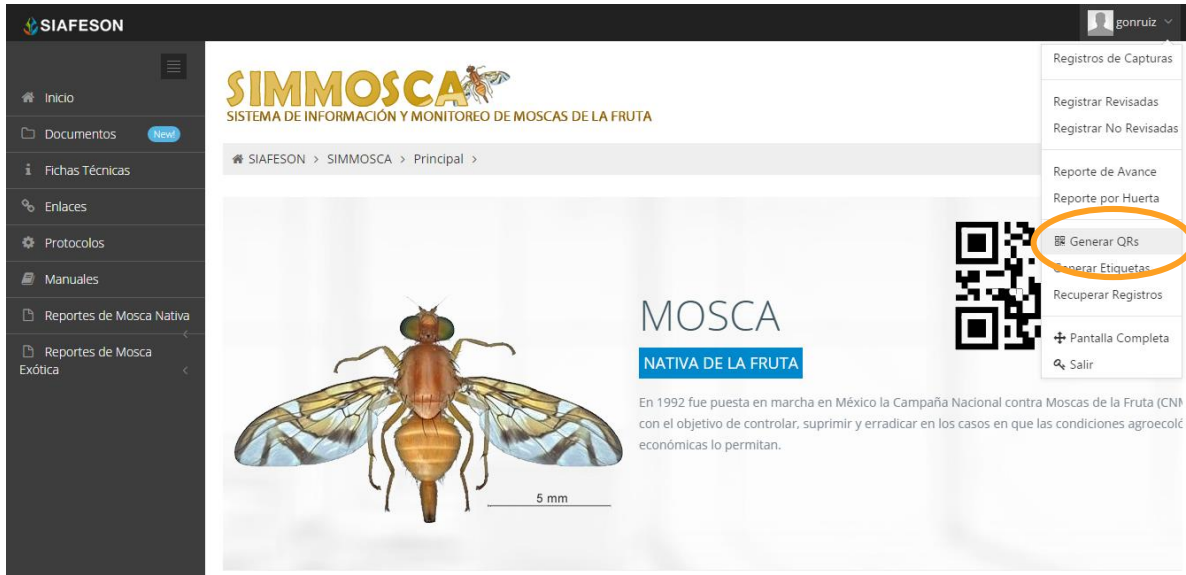 SIAFESON
gonruiz
Inicio
Documentos New!
Fichas Técnicas
Enlaces
Protocolos
Manuales
Reportes de Mosca Nativa
Reportes de Mosca
Exótica
SIMMOSCA
SISTEMA DE INFORMACIÓN Y MONITOREO DE MOSCAS DE LA FRUTA
SIAFESON > SIMMOSCA > Principal >
Registros de Capturas
Registrar Revisadas
Registrar No Revisadas
Reporte de Avance
Reporte por Huerta
Generar QRs
Generar Etiquetas
Recuperar Registros
Pantalla Completa
Salir
5 mm
MOSCA
NATIVA DE LA FRUTA
En 1992 fue puesta en marcha en México la Campaña Nacional contra Moscas de la Fruta
con el objetivo de controlar, suprimir y erradicar en los casos en que las condiciones
económicas lo permitan.